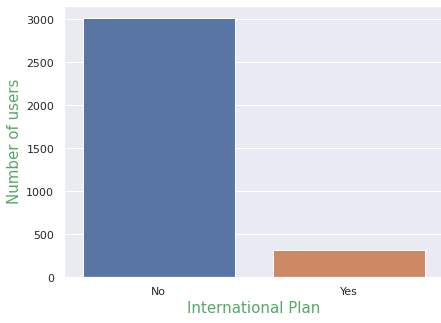 3000
2500
2000
1500
1000
500
0
Number of users
No
Yes
International Plan